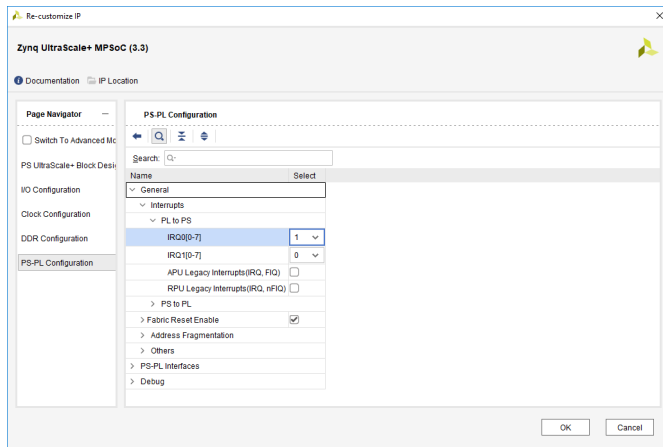 Re-customize IP
Zynq UltraScale+ MPSoC (3.3)
Documentation IP Location
Page Navigator
Switch To Advanced Mo
PS UltraScale+ Block Desig
I/O Configuration
Clock Configuration
DDR Configuration
PS-PL Configuration
PS-PL Configuration
Search:
Name Select
General
Interrupts
PL to PS
IRQ0[0-7] 1
IRQ1[0-7] 0
APU Legacy Interrupts(IRQ, FIQ)
RPU Legacy Interrupts(IRQ, nFIQ)
PS to PL
Fabric Reset Enable
Address Fragmentation
Others
PS-PL Interfaces
Debug
OK Cancel